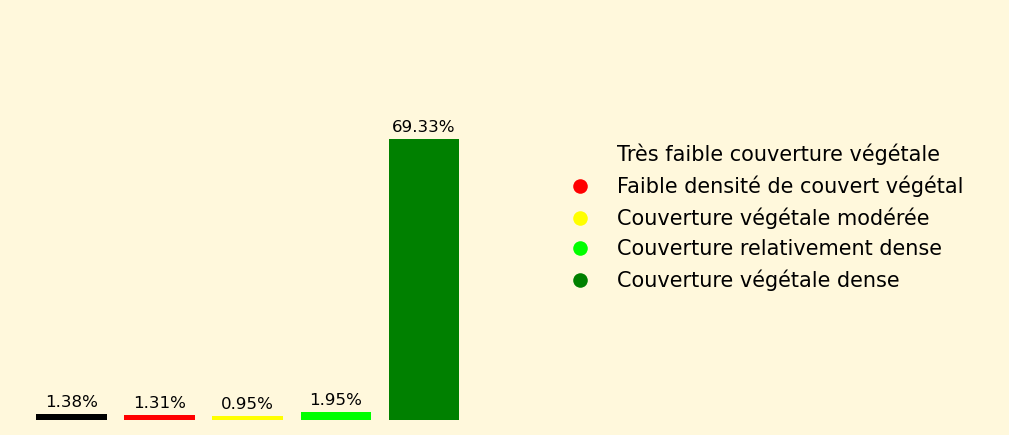 69.33%
1.38%
1.31%
0.95%
1.95%
Très faible couverture végétale
Faible densité de couvert végétal
Couverture végétale modérée
Couverture relativement dense
Couverture végétale dense